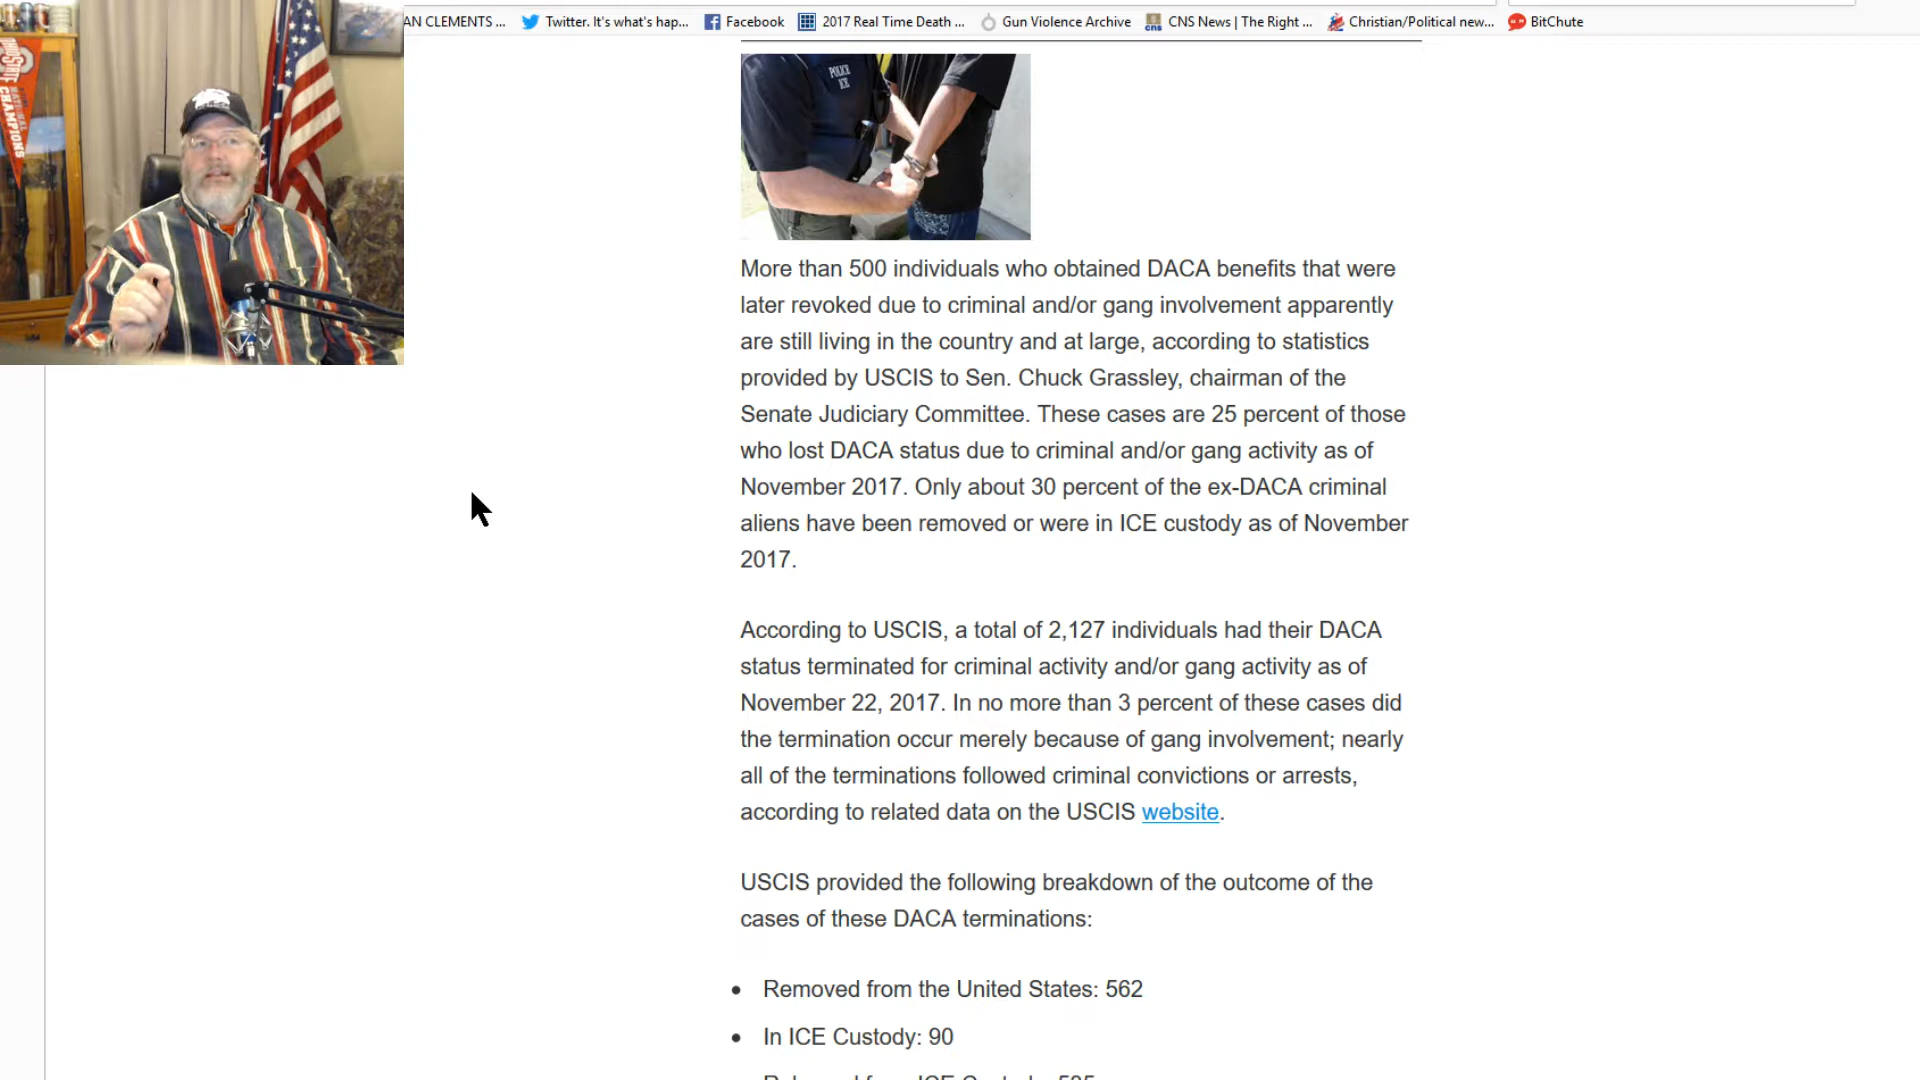 AN CLEMENTS ...
Twitter. It's what's hap...
Facebook
2017 Real Time Death ...
Gun Violence Archive
CNS News | The Right ...
Christian/Political new...
BitChute
STATE
CHAMPIONS
POLICE
ICE
More than 500 individuals who obtained DACA benefits that were
later revoked due to criminal and/or gang involvement apparently
are still living in the country and at large, according to statistics
provided by USCIS to Sen. Chuck Grassley, chairman of the
Senate Judiciary Committee. These cases are 25 percent of those
who lost DACA status due to criminal and/or gang activity as of
November 2017. Only about 30 percent of the ex-DACA criminal
aliens have been removed or were in ICE custody as of November
2017.
According to USCIS, a total of 2,127 individuals had their DACA
status terminated for criminal activity and/or gang activity as of
November 22, 2017. In no more than 3 percent of these cases did
the termination occur merely because of gang involvement; nearly
all of the terminations followed criminal convictions or arrests,
according to related data on the USCIS website.
USCIS provided the following breakdown of the outcome of the
cases of these DACA terminations:
• Removed from the United States: 562
• In ICE Custody: 90